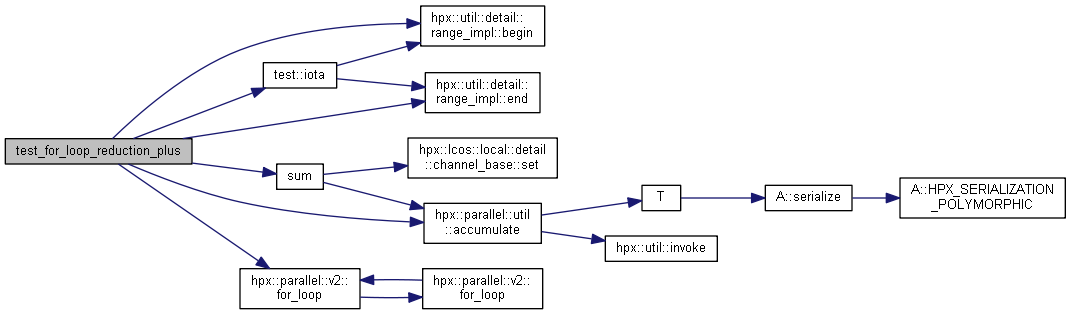 test_for_loop_reduction_plus
hpx::util::detail::
range_impl::begin
test::iota
hpx::util::detail::
range_impl::end
sum
hpx::lcos::local::detail
::channel_base::set
hpx::parallel::util
::accumulate
T
A::serialize
A::HPX_SERIALIZATION
_POLYMORPHIC
hpx::util::invoke
hpx::parallel::v2::
for_loop
hpx::parallel::v2::
for_loop